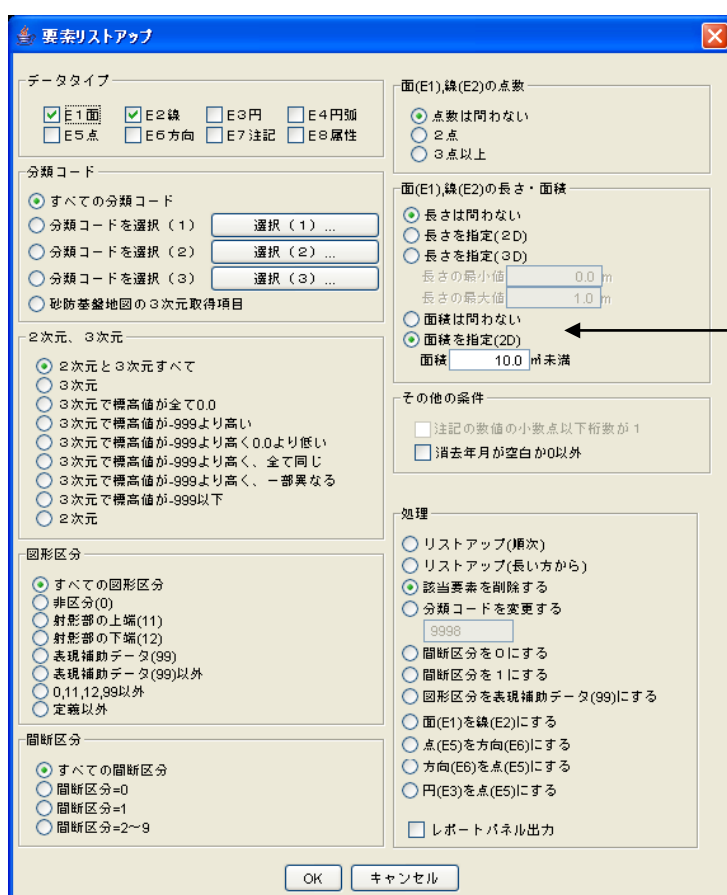 要素リストアップ
データタイプ
E1面 E2線 E3円 E4円弧
E5点 E6方向 E7注記 E8属性
分類コード
すべての分類コード
分類コードを選択（1） 選択（1）...
分類コードを選択（2） 選択（2）...
分類コードを選択（3） 選択（3）...
砂防基盤地図の3次元取得項目
2次元、3次元
2次元と3次元すべて
3次元
3次元で標高値が全て0.0
3次元で標高値が-999より高い
3次元で標高値が-999より高く0.0より低い
3次元で標高値が-999より高く、全て同じ
3次元で標高値が-999より高く、一部異なる
3次元で標高値が-999以下
2次元
図形区分
すべての図形区分
非区分(0)
射影部の上端(11)
射影部の下端(12)
表現補助データ(99)
表現補助データ(99)以外
0,11,12,99以外
定義以外
間断区分
すべての間断区分
間断区分=0
間断区分=1
間断区分=2～9
面(E1),線(E2)の点数
点数は問わない
2点
3点以上
面(E1),線(E2)の長さ・面積
長さは問わない
長さを指定(2D)
長さを指定(3D)
長さの最小値 0.0 m
長さの最大値 1.0 m
面積は問わない
面積を指定(2D)
面積 10.0 ㎡未満
その他の条件
注記の数値の小数点以下桁数が1
消去年月が空白か0以外
処理
リストアップ(順次)
リストアップ(長い方から)
該当要素を削除する
分類コードを変更する
9998
間断区分を0にする
間断区分を1にする
図形区分を表現補助データ(99)にする
面(E1)を線(E2)にする
点(E5)を方向(E6)にする
方向(E6)を点(E5)にする
円(E3)を点(E5)にする
レポートパネル出力
OK キャンセル